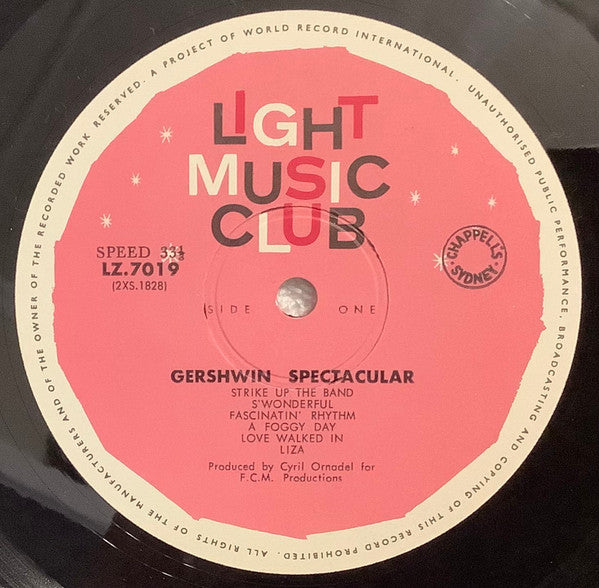 ALL RIGHTS OF THE MANUFACTURERS AND OF THE OWNER OF THE RECORDED WORK RESERVED. A PROJECT OF WORLD RECORD INTERNATIONAL. UNAUTHORISED PUBLIC PERFORMANCE, BROADCASTING AND COPYING OF THIS RECORD PROHIBITED.
LIGHT
MUSIC
CLUB
SPEED 33⅓
LZ.7019
(2XS.1828)
CHAPPELL'S
SYDNEY
SIDE ONE
GERSHWIN SPECTACULAR
STRIKE UP THE BAND
S'WONDERFUL
FASCINATIN' RHYTHM
A FOGGY DAY
LOVE WALKED IN
LIZA
Produced by Cyril Ornadel for
F.C.M. Productions